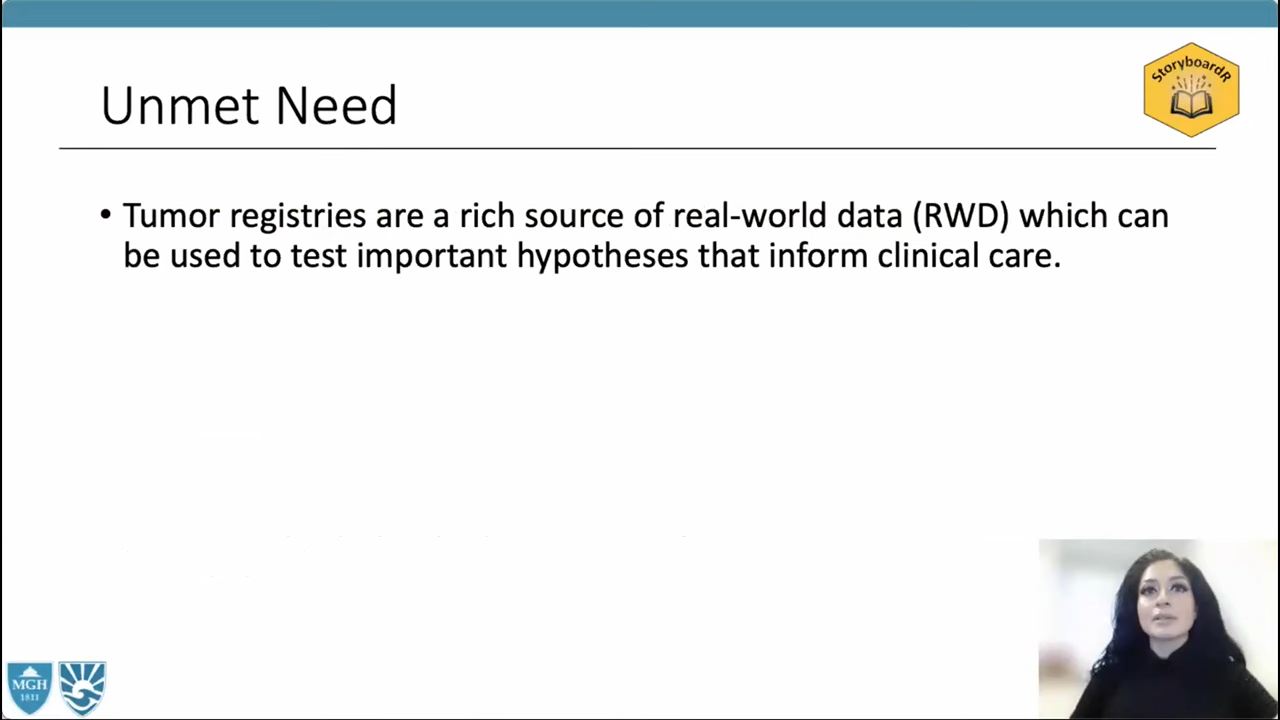 StoryboardR
Unmet Need
• Tumor registries are a rich source of real-world data (RWD) which can
be used to test important hypotheses that inform clinical care.
MGH
1811